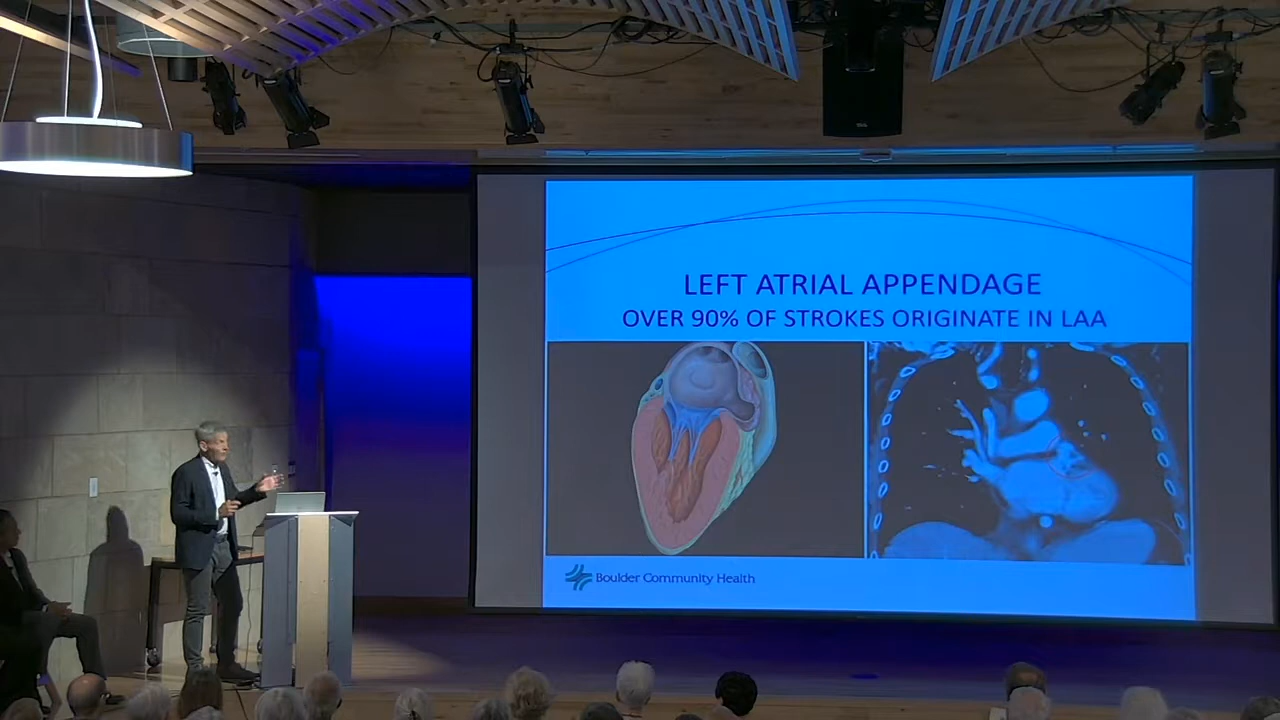 LEFT ATRIAL APPENDAGE
OVER 90% OF STROKES ORIGINATE IN LAA
Boulder Community Health